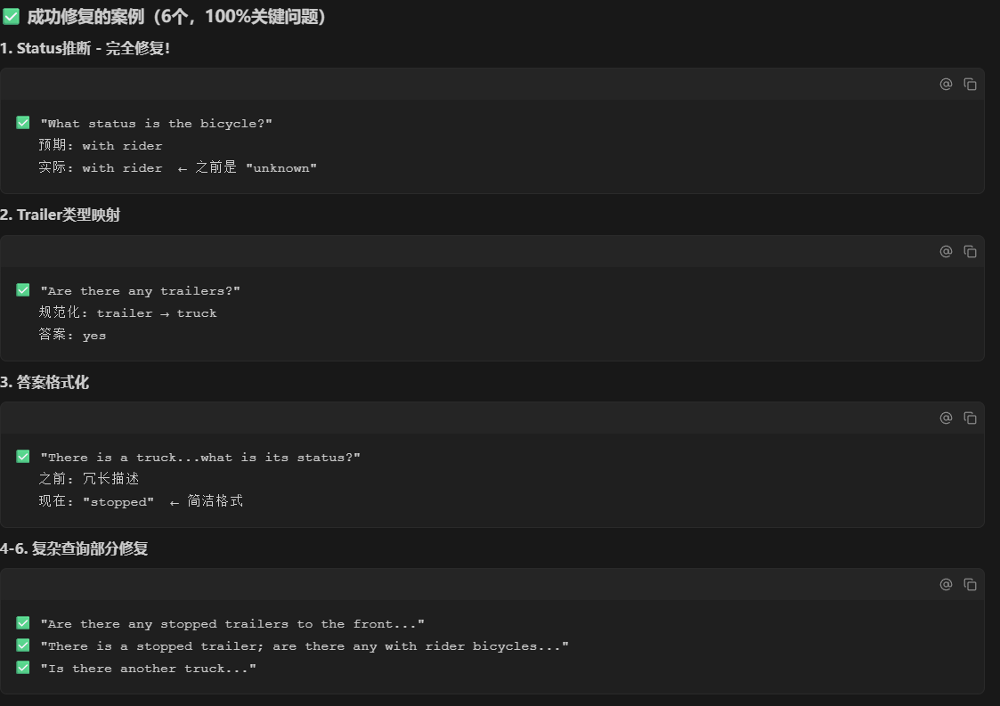 ✅ 成功修复的案例（6个，100%关键问题）
1. Status推断 - 完全修复！
@
✅ "What status is the bicycle?"
预期: with rider
实际: with rider ← 之前是 "unknown"
2. Trailer类型映射
@
✅ "Are there any trailers?"
规范化: trailer → truck
答案: yes
3. 答案格式化
@
✅ "There is a truck...what is its status?"
之前: 冗长描述
现在: "stopped" ← 简洁格式
4-6. 复杂查询部分修复
@
✅ "Are there any stopped trailers to the front..."
✅ "There is a stopped trailer; are there any with rider bicycles..."
✅ "Is there another truck..."